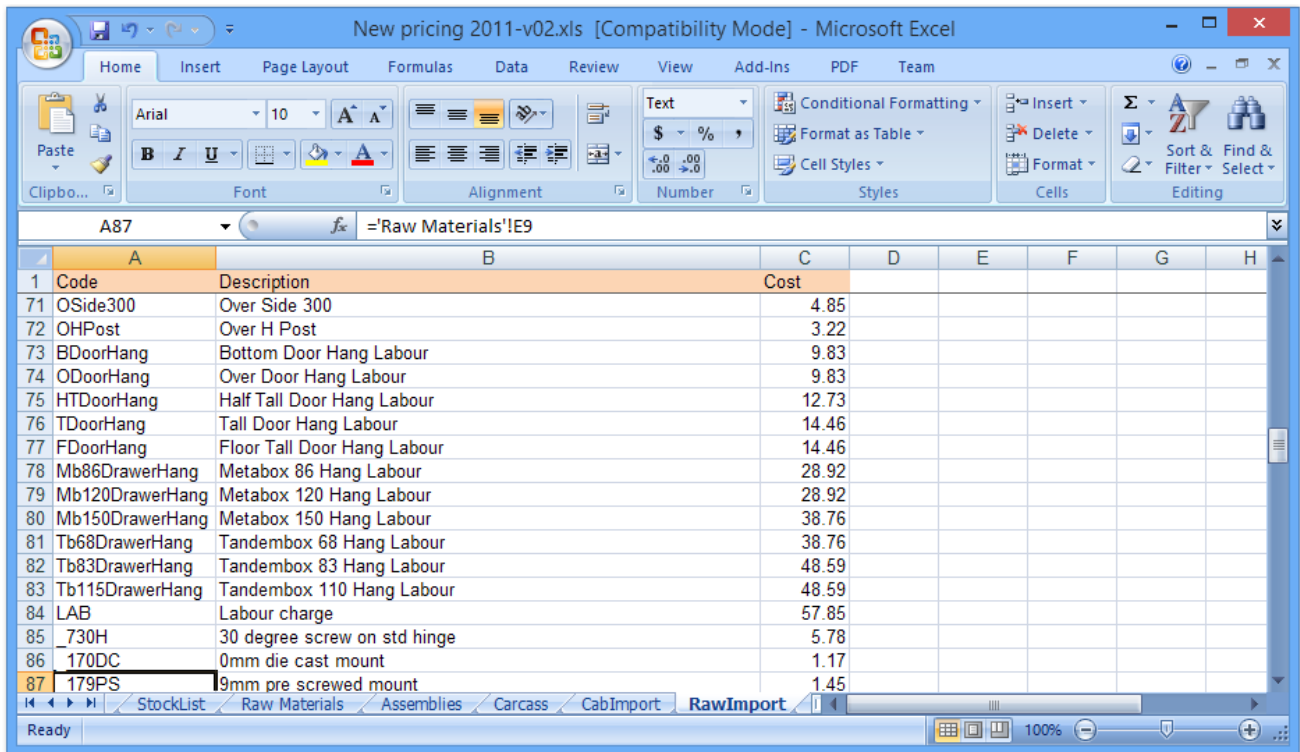 New pricing 2011-v02.xls [Compatibility Mode] - Microsoft Excel
Home Insert Page Layout Formulas Data Review View Add-Ins PDF Team
Paste
Clipbo...
Arial 10 A A
B I U A
Font
Alignment
Text
$ % ,
.0 .00
.00 .0
Number
Conditional Formatting
Format as Table
Cell Styles
Styles
Insert
Delete
Format
Cells
Σ
Sort & Filter
Find & Select
Editing
A87 fx ='Raw Materials'!E9
A B C D E F G H
1 Code Description Cost
71 OSide300 Over Side 300 4.85
72 OHPost Over H Post 3.22
73 BDoorHang Bottom Door Hang Labour 9.83
74 ODoorHang Over Door Hang Labour 9.83
75 HTDoorHang Half Tall Door Hang Labour 12.73
76 TDoorHang Tall Door Hang Labour 14.46
77 FDoorHang Floor Tall Door Hang Labour 14.46
78 Mb86DrawerHang Metabox 86 Hang Labour 28.92
79 Mb120DrawerHang Metabox 120 Hang Labour 28.92
80 Mb150DrawerHang Metabox 150 Hang Labour 38.76
81 Tb68DrawerHang Tandembox 68 Hang Labour 38.76
82 Tb83DrawerHang Tandembox 83 Hang Labour 48.59
83 Tb115DrawerHang Tandembox 110 Hang Labour 48.59
84 LAB Labour charge 57.85
85 _730H 30 degree screw on std hinge 5.78
86 _170DC 0mm die cast mount 1.17
87 _179PS 9mm pre screwed mount 1.45
StockList Raw Materials Assemblies Carcass CabImport RawImport
Ready 100%